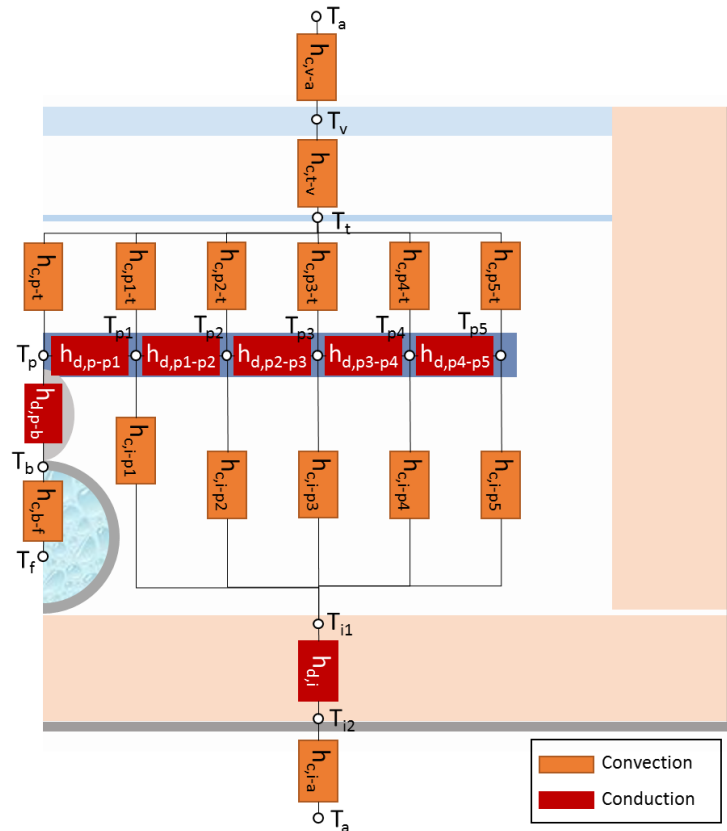 Ta
hc,v-a
Tv
hc,t-v
Tt
hc,p-t
hc,p1-t
hc,p2-t
hc,p3-t
hc,p4-t
hc,p5-t
Tp1
Tp2
Tp3
Tp4
Tp5
Tp
hd,p-p1
hd,p1-p2
hd,p2-p3
hd,p3-p4
hd,p4-p5
hd,p-b
hc,i-p1
Tb
hc,b-f
hc,i-p2
hc,i-p3
hc,i-p4
hc,i-p5
Tf
Ti1
hd,i
Ti2
hc,i-a
Ta
Convection
Conduction